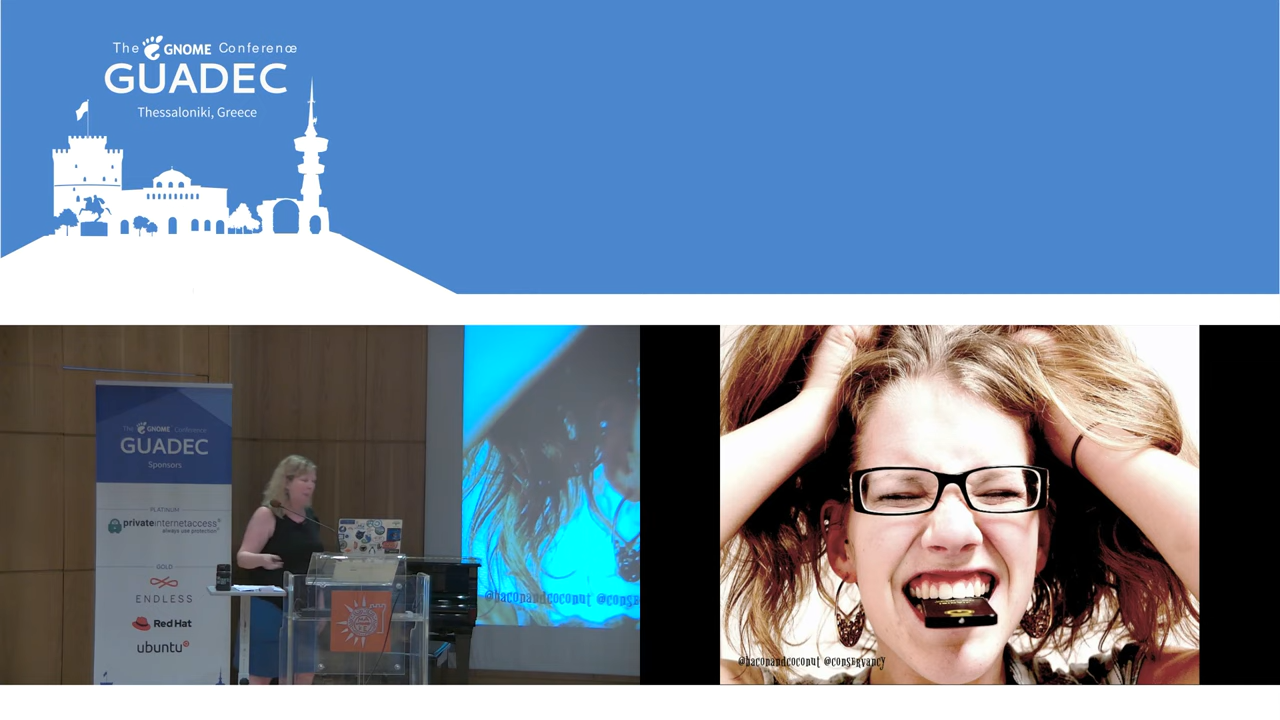 The GNOME Conference
GUADEC
Thessaloniki, Greece
The GNOME Conference
GUADEC
Sponsors
PLATINUM
privateinternetaccess
always use protection
GOLD
ENDLESS
Red Hat
ubuntu
@baconandcoconut @conse
@baconandcoconut @conservancy